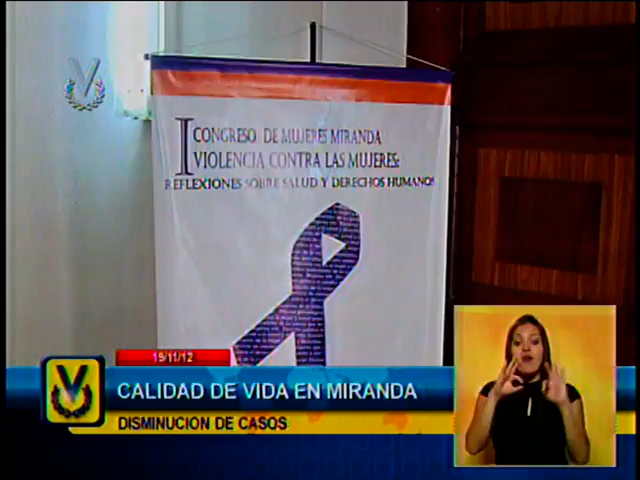 I CONGRESO DE MUJERES MIRANDA
VIOLENCIA CONTRA LAS MUJERES:
REFLEXIONES SOBRE SALUD Y DERECHOS HUMANOS
19/11/12
CALIDAD DE VIDA EN MIRANDA
DISMINUCION DE CASOS